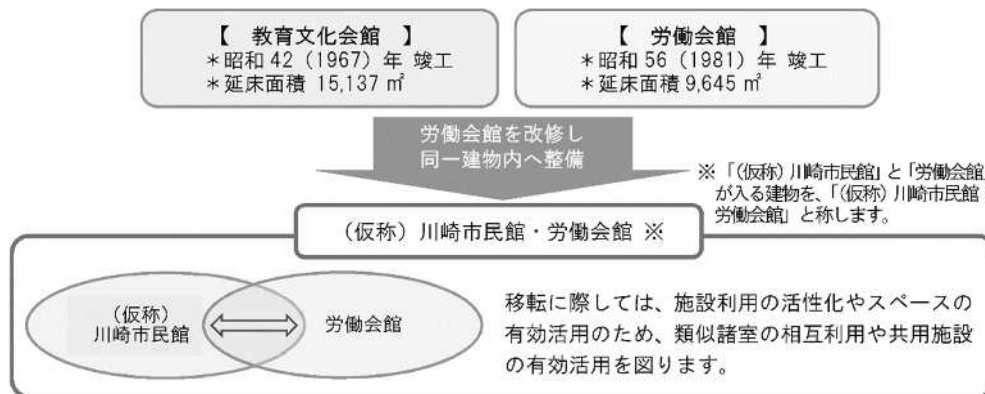 【 教育文化会館 】
＊昭和 42（1967）年 竣工
＊延床面積 15,137 ㎡
【 労働会館 】
＊昭和 56（1981）年 竣工
＊延床面積 9,645 ㎡
労働会館を改修し
同一建物内へ整備
※「(仮称) 川崎市民館」と「労働会館
が入る建物を、「(仮称) 川崎市民館
労働会館」と称します。
（仮称）川崎市民館・労働会館 ※
（仮称）
川崎市民館
労働会館
移転に際しては、施設利用の活性化やスペースの
有効活用のため、類似諸室の相互利用や共用施設
の有効活用を図ります。